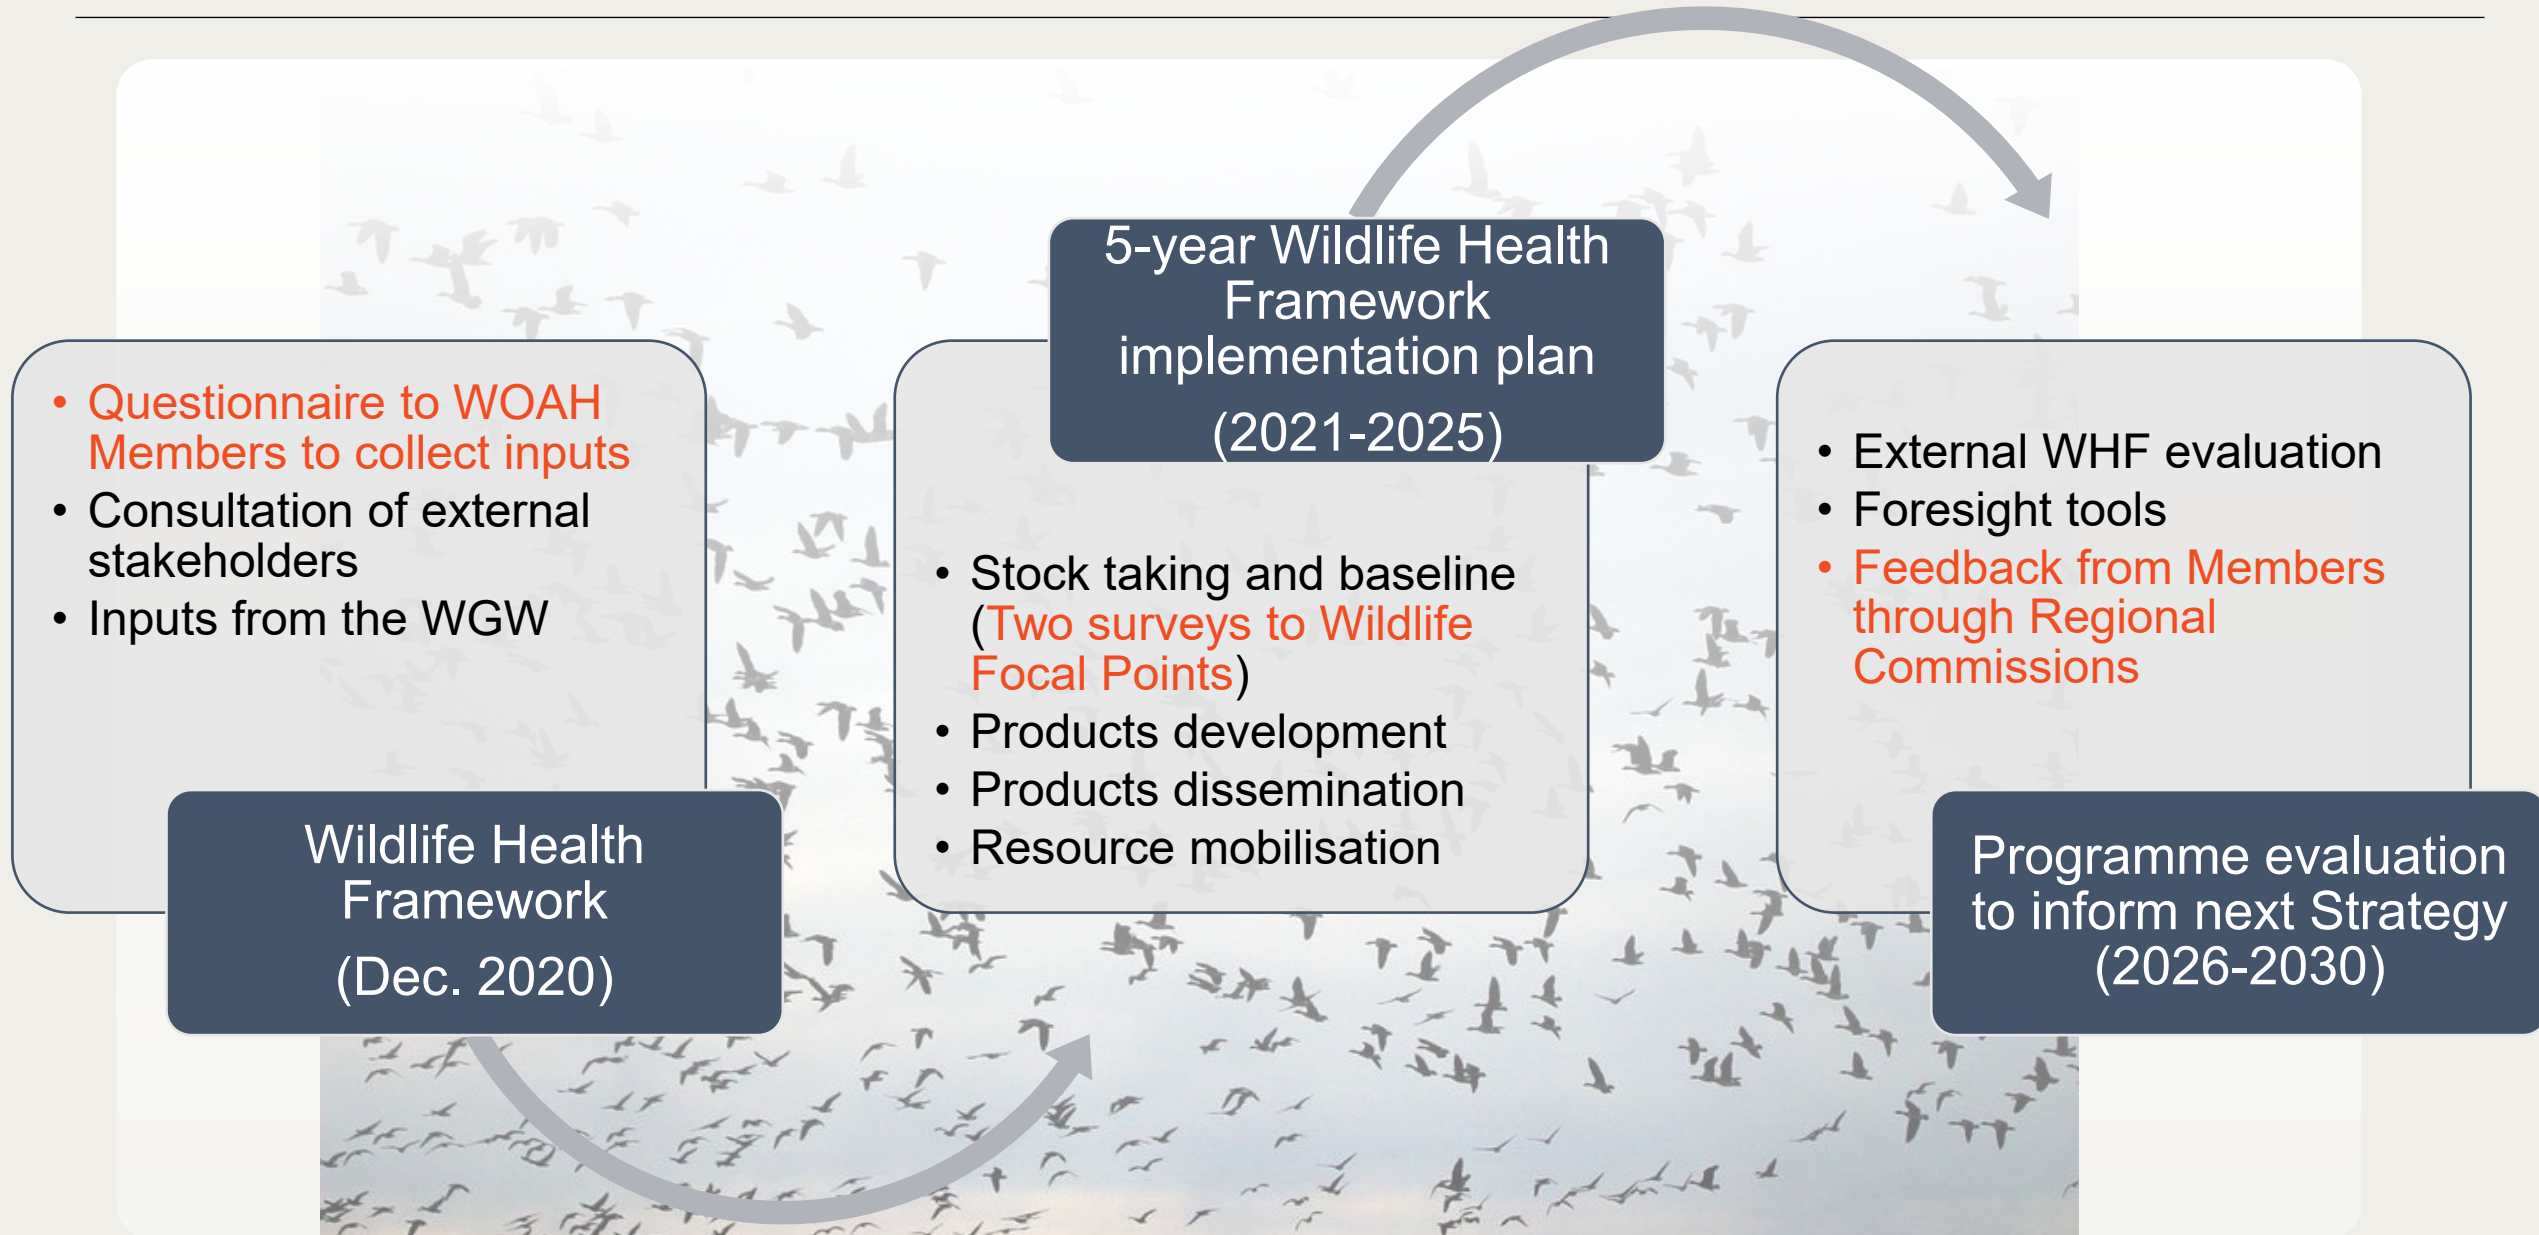 • Questionnaire to WOAH
Members to collect inputs
• Consultation of external
stakeholders
• Inputs from the WGW
Wildlife Health
Framework
(Dec. 2020)
5-year Wildlife Health
Framework
implementation plan
(2021-2025)
• Stock taking and baseline
(Two surveys to Wildlife
Focal Points)
• Products development
• Products dissemination
• Resource mobilisation
• External WHF evaluation
• Foresight tools
• Feedback from Members
through Regional
Commissions
Programme evaluation
to inform next Strategy
(2026-2030)